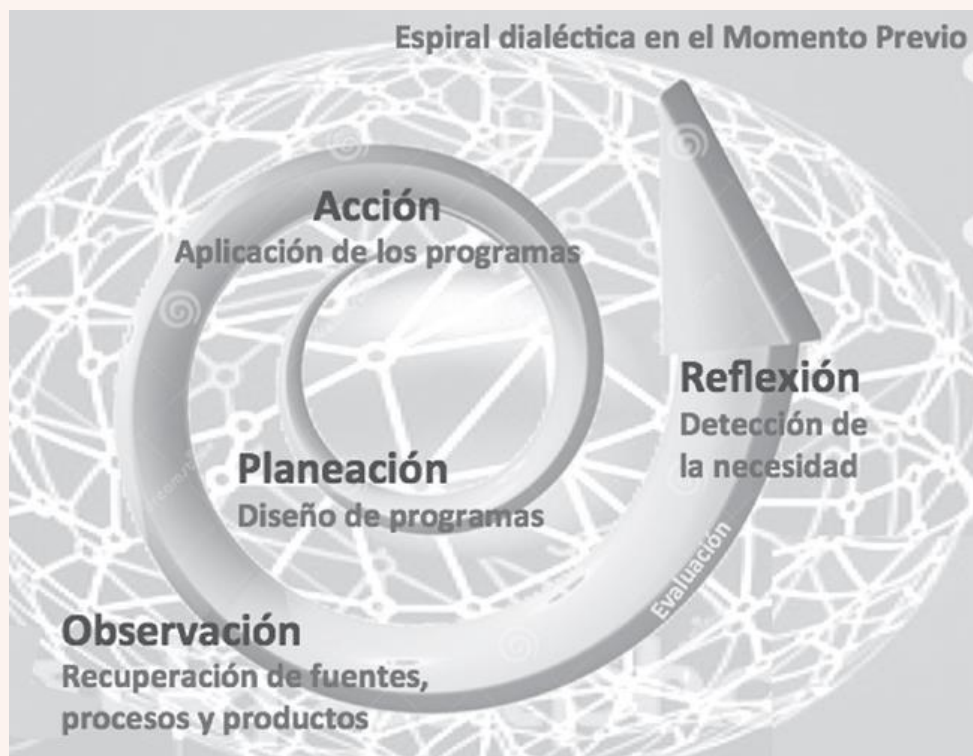 Espiral dialéctica en el Momento Previo
Acción
Aplicación de los programas
Planeación
Diseño de programas
Reflexión
Detección de
la necesidad
Evaluación
Observación
Recuperación de fuentes,
procesos y productos